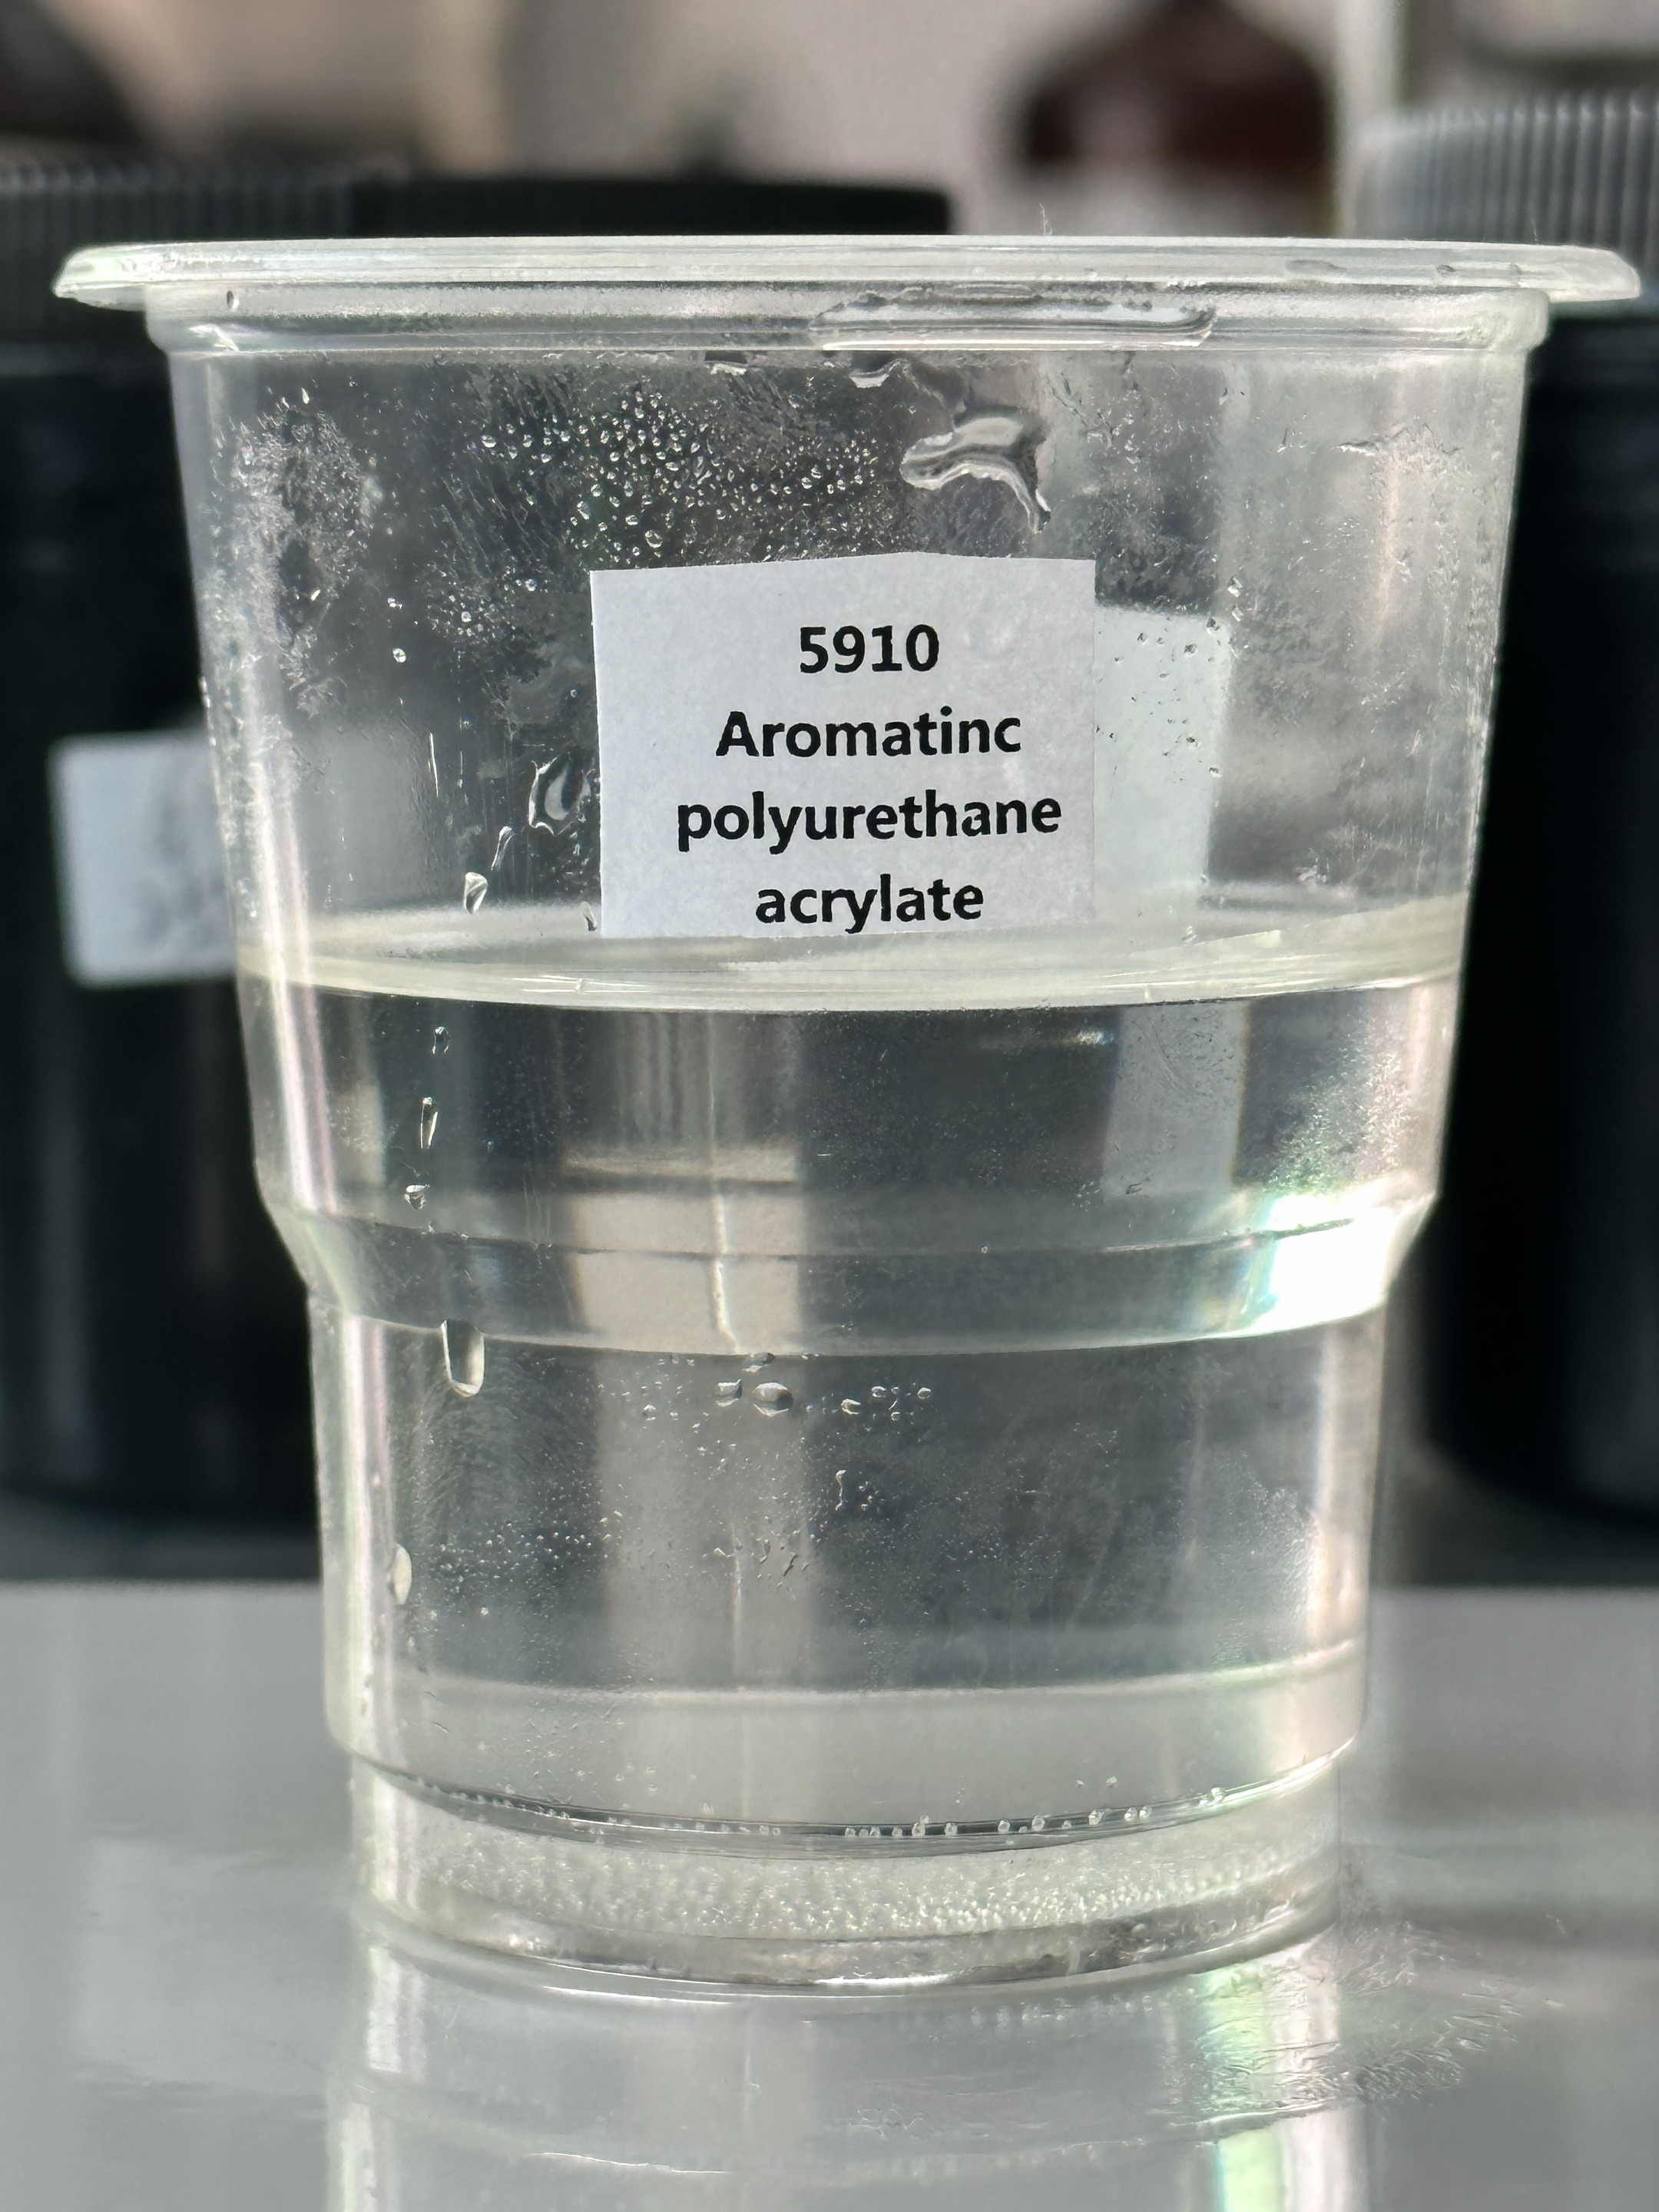 5910
Aromatinc
polyurethane
acrylate